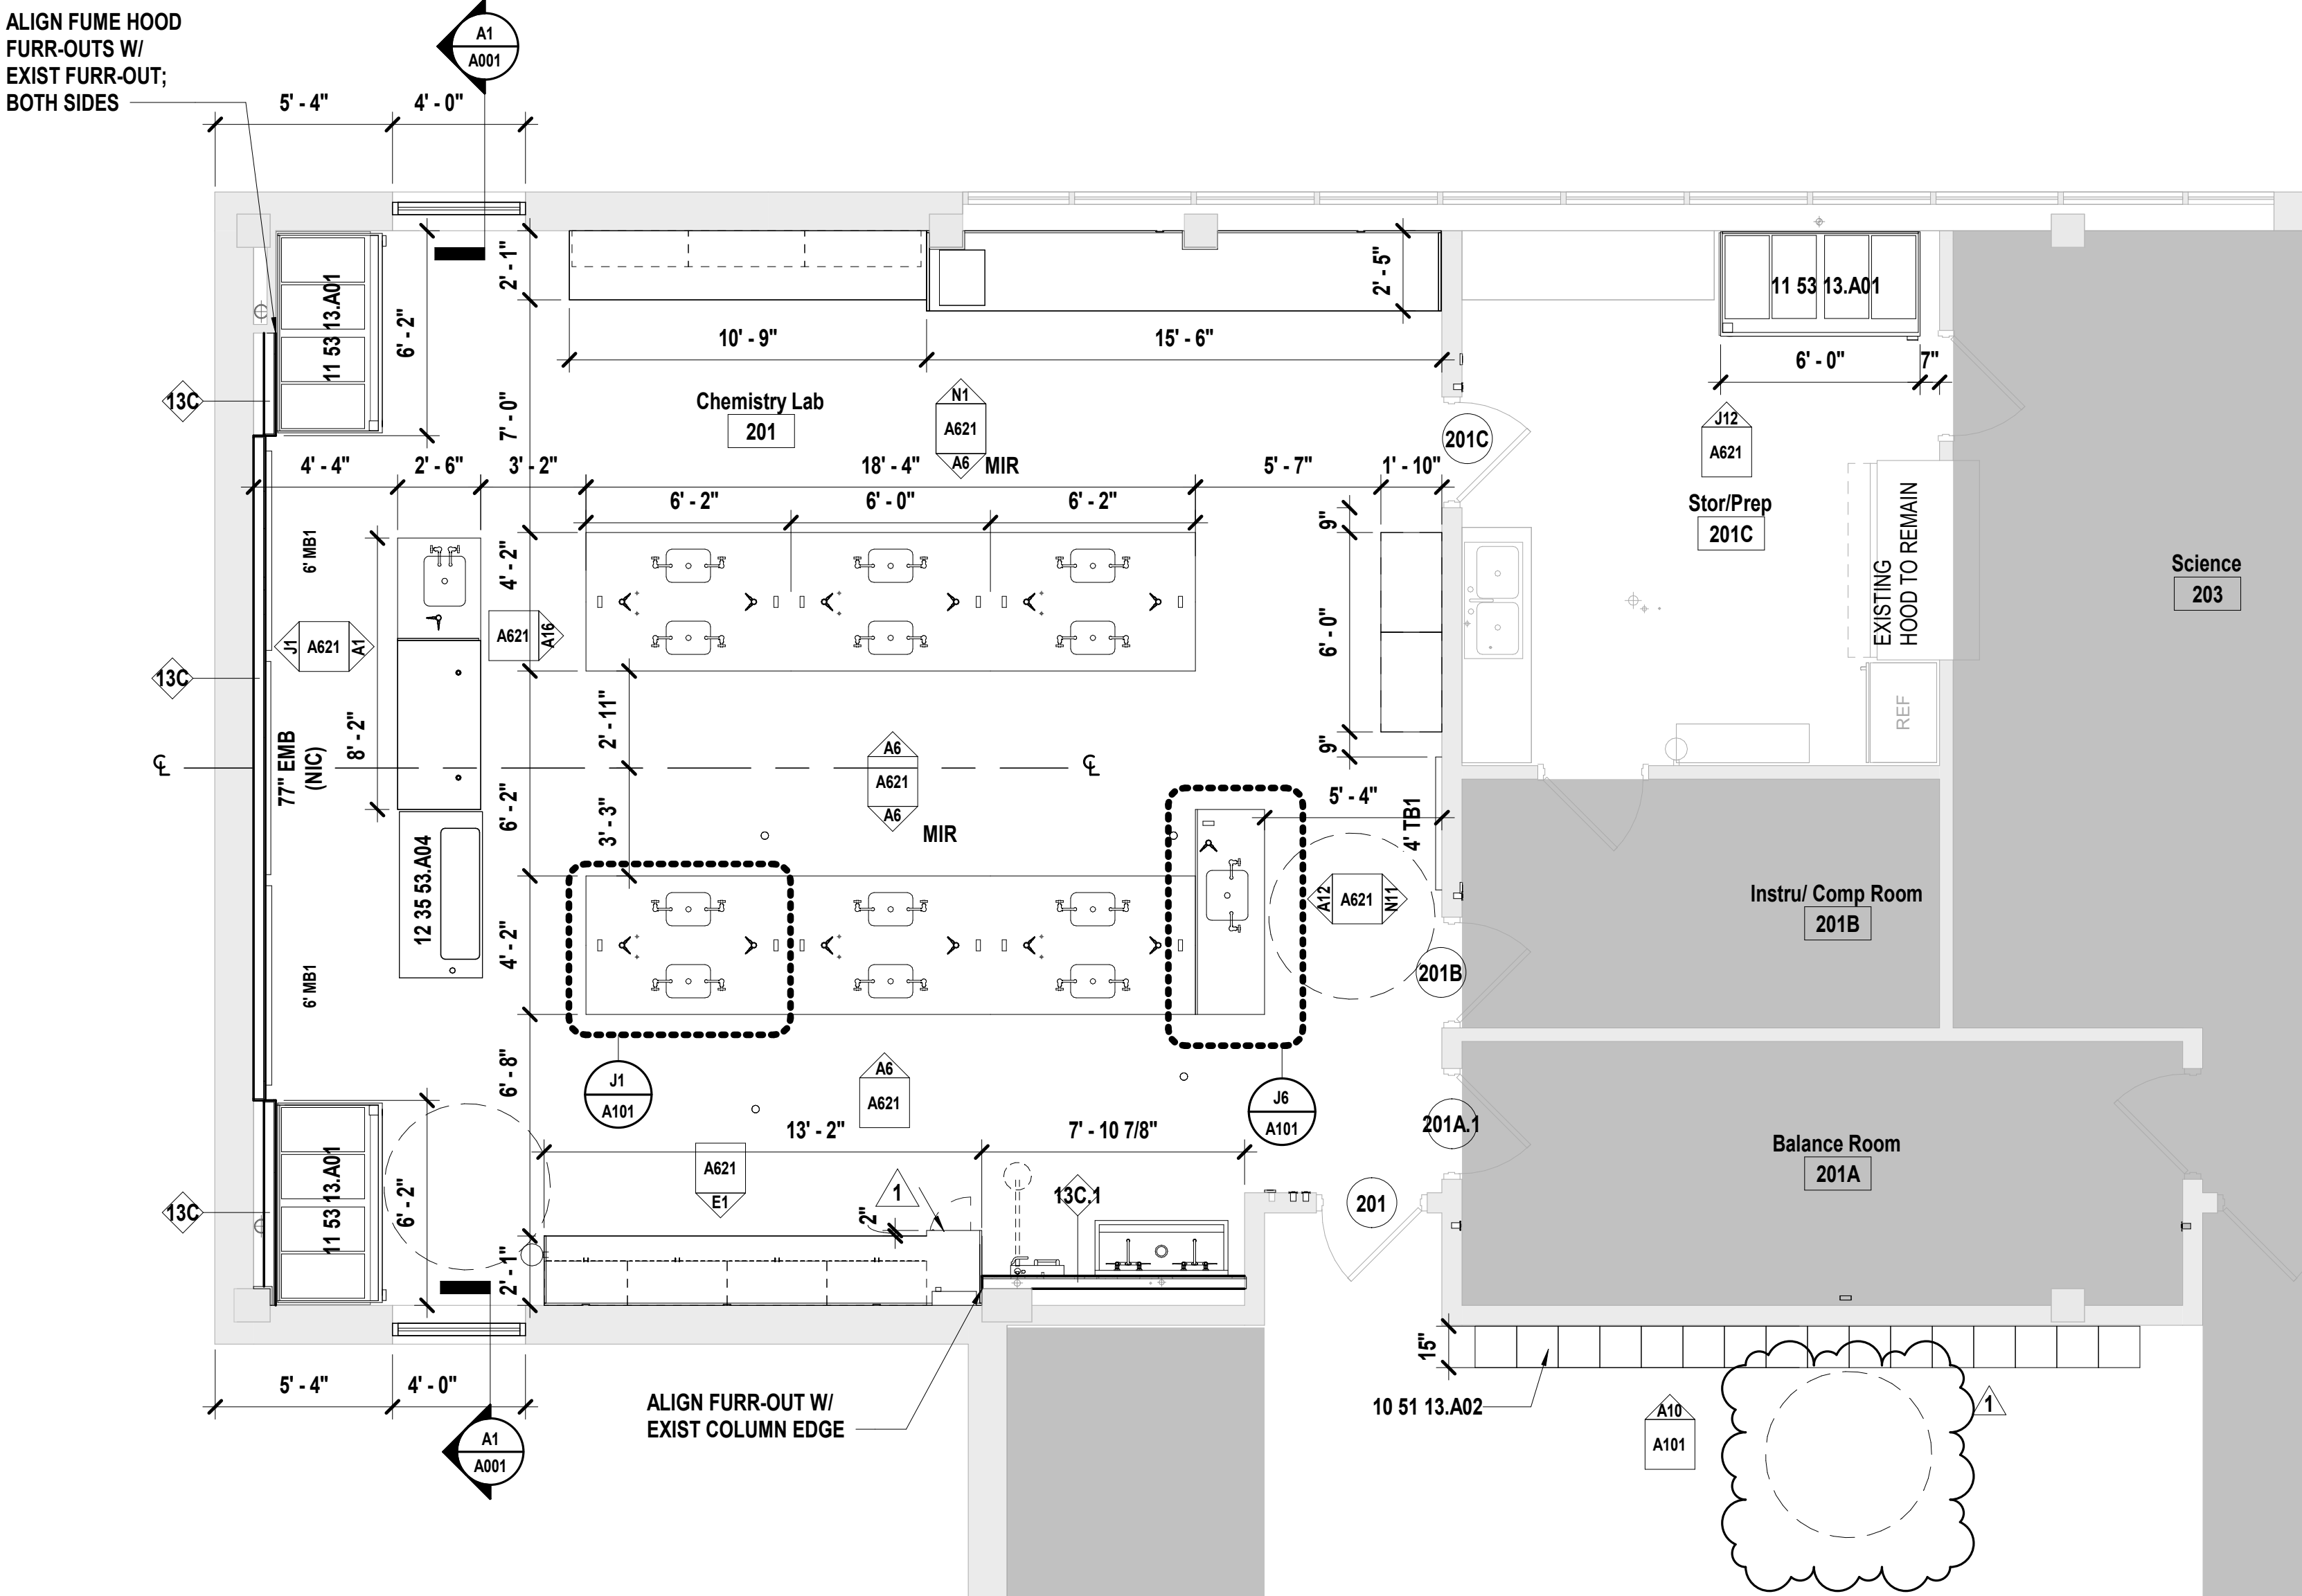 ALIGN FUME HOOD
FURR-OUTS W/
EXIST FURR-OUT;
BOTH SIDES
A1
A001
5' - 4"
4' - 0"
11 53 13.A01
6' - 2"
2' - 1"
2' - 5"
11 53 13.A01
10' - 9"
15' - 6"
6' - 0"
7"
13C
7' - 0"
Chemistry Lab
201
N1
A621
A6
MIR
201C
J12
A621
4' - 4"
2' - 6"
3' - 2"
18' - 4"
5' - 7"
1' - 10"
6' - 2"
6' - 0"
6' - 2"
9"
Stor/Prep
201C
EXISTING
HOOD TO REMAIN
Science
203
6' MB1
4' - 2"
J1
A621
A1
A621
A16
6' - 0"
13C
REF
8' - 2"
2' - 11"
9"
77" EMB
(NIC)
CL
A6
A621
A6
CL
MIR
6' - 2"
3' - 3"
5' - 4"
4' TB1
12 35 53.A04
A12
A621
N11
Instru/ Comp Room
201B
4' - 2"
201B
6' MB1
6' - 8"
J1
A101
A6
A621
J6
A101
201A.1
Balance Room
201A
13' - 2"
7' - 10 7/8"
11 53 13.A01
6' - 2"
A621
E1
1
2"
13C.1
201
13C
2' - 1"
15"
5' - 4"
4' - 0"
ALIGN FURR-OUT W/
EXIST COLUMN EDGE
10 51 13.A02
A10
A101
1
A1
A001